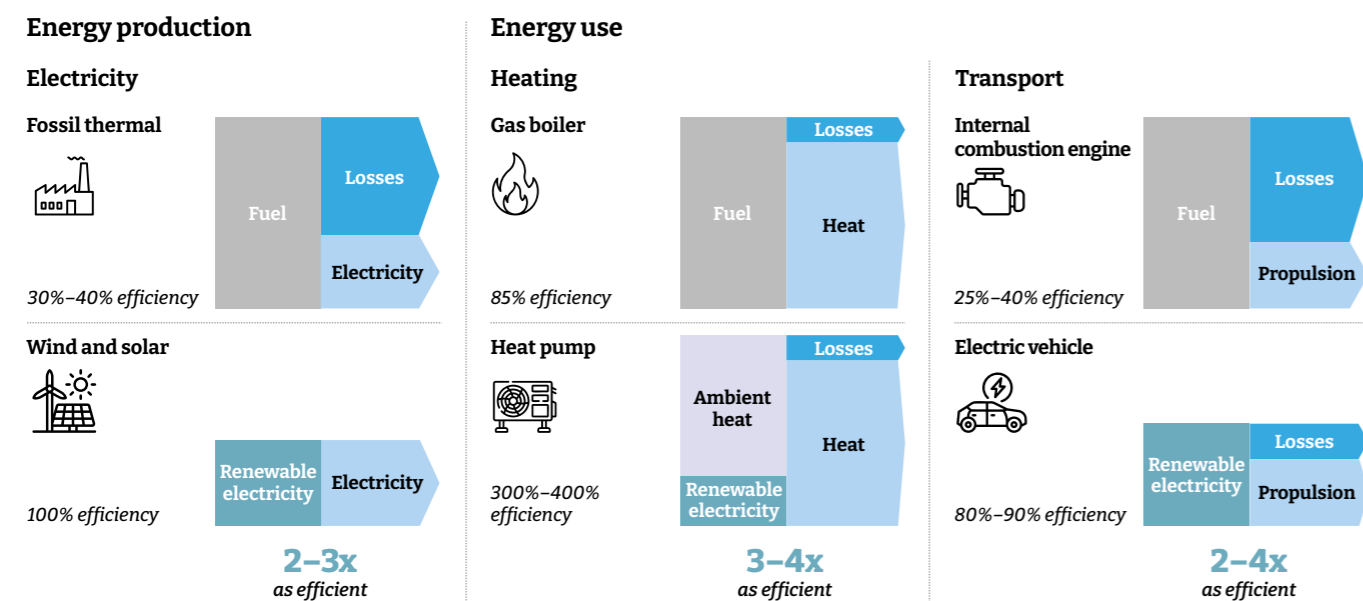 Energy production
Electricity
Fossil thermal
Fuel
Losses
Electricity
30%–40% efficiency
Wind and solar
Renewable
electricity
Electricity
100% efficiency
2–3x
as efficient
Energy use
Heating
Gas boiler
Fuel
Losses
Heat
85% efficiency
Heat pump
Ambient
heat
Renewable
electricity
Losses
Heat
300%–400%
efficiency
3–4x
as efficient
Transport
Internal
combustion engine
Fuel
Losses
Propulsion
25%–40% efficiency
Electric vehicle
Renewable
electricity
Losses
Propulsion
80%–90% efficiency
2–4x
as efficient